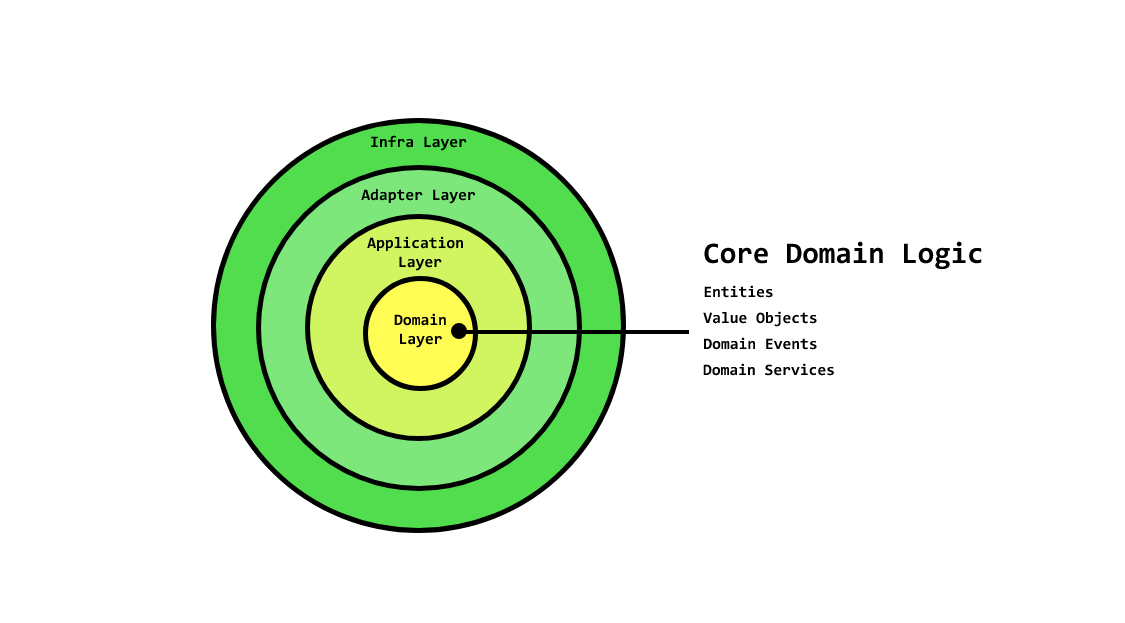 Infra Layer
Adapter Layer
Application
Layer
Domain
Layer
Core Domain Logic
Entities
Value Objects
Domain Events
Domain Services